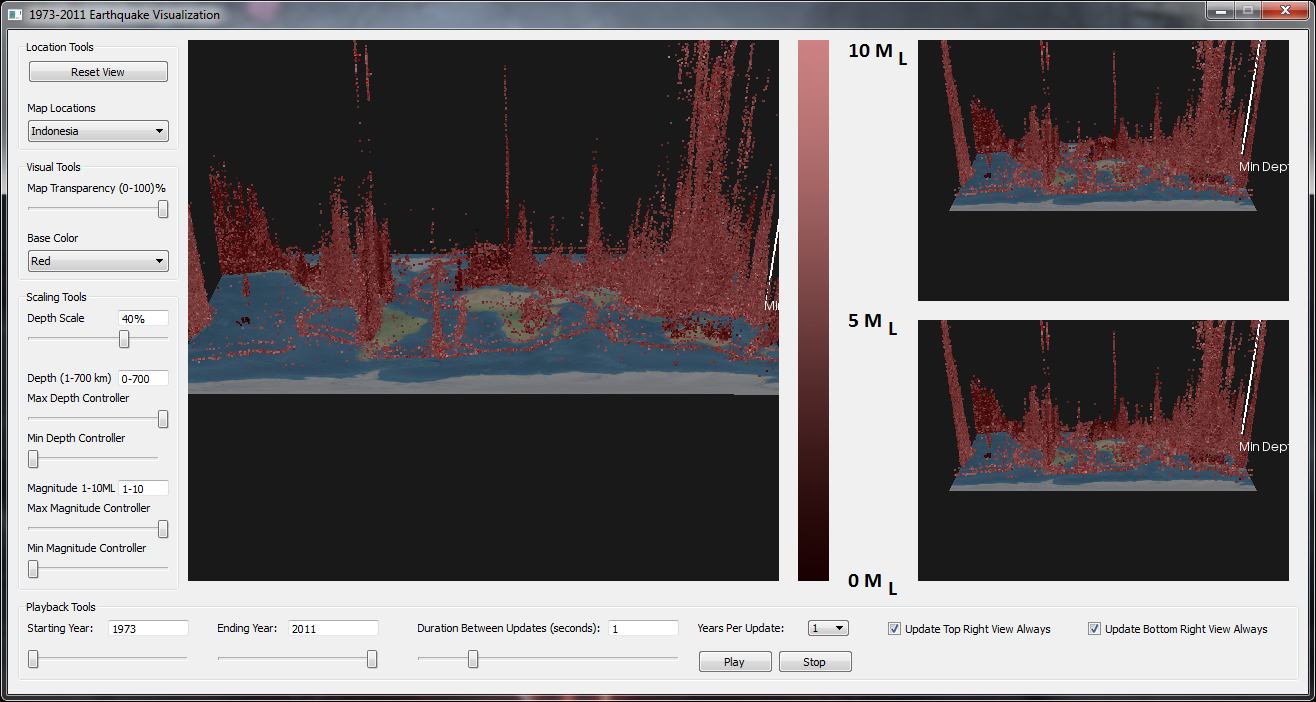 1973-2011 Earthquake Visualization
Location Tools
Reset View
Map Locations
Indonesia
Visual Tools
Map Transparency (0-100)%
Base Color
Red
Scaling Tools
Depth Scale 40%
Depth (1-700 km) 0-700
Max Depth Controller
Min Depth Controller
Magnitude 1-10ML 1-10
Max Magnitude Controller
Min Magnitude Controller
Min
10 M L
5 M L
0 M L
Min Dept
Min Dept
Playback Tools
Starting Year: 1973 Ending Year: 2011 Duration Between Updates (seconds): 1 Years Per Update: 1 Update Top Right View Always Update Bottom Right View Always
Play Stop